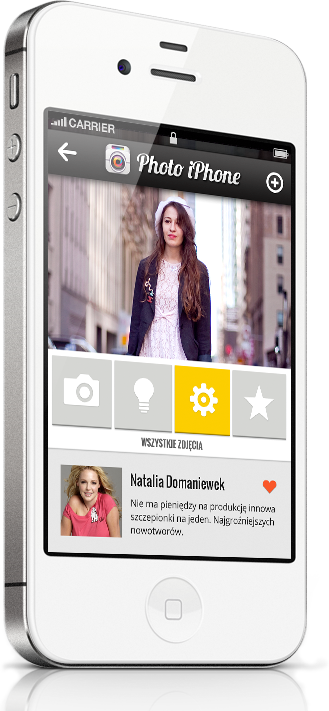 CARRIER
Photo iPhone
WSZYSTKIE ZDJĘCIA
Natalia Domaniewek
Nie ma pieniędzy na produkcję innowa
szczepionki na jeden. Najgroźniejszych
nowotworów.